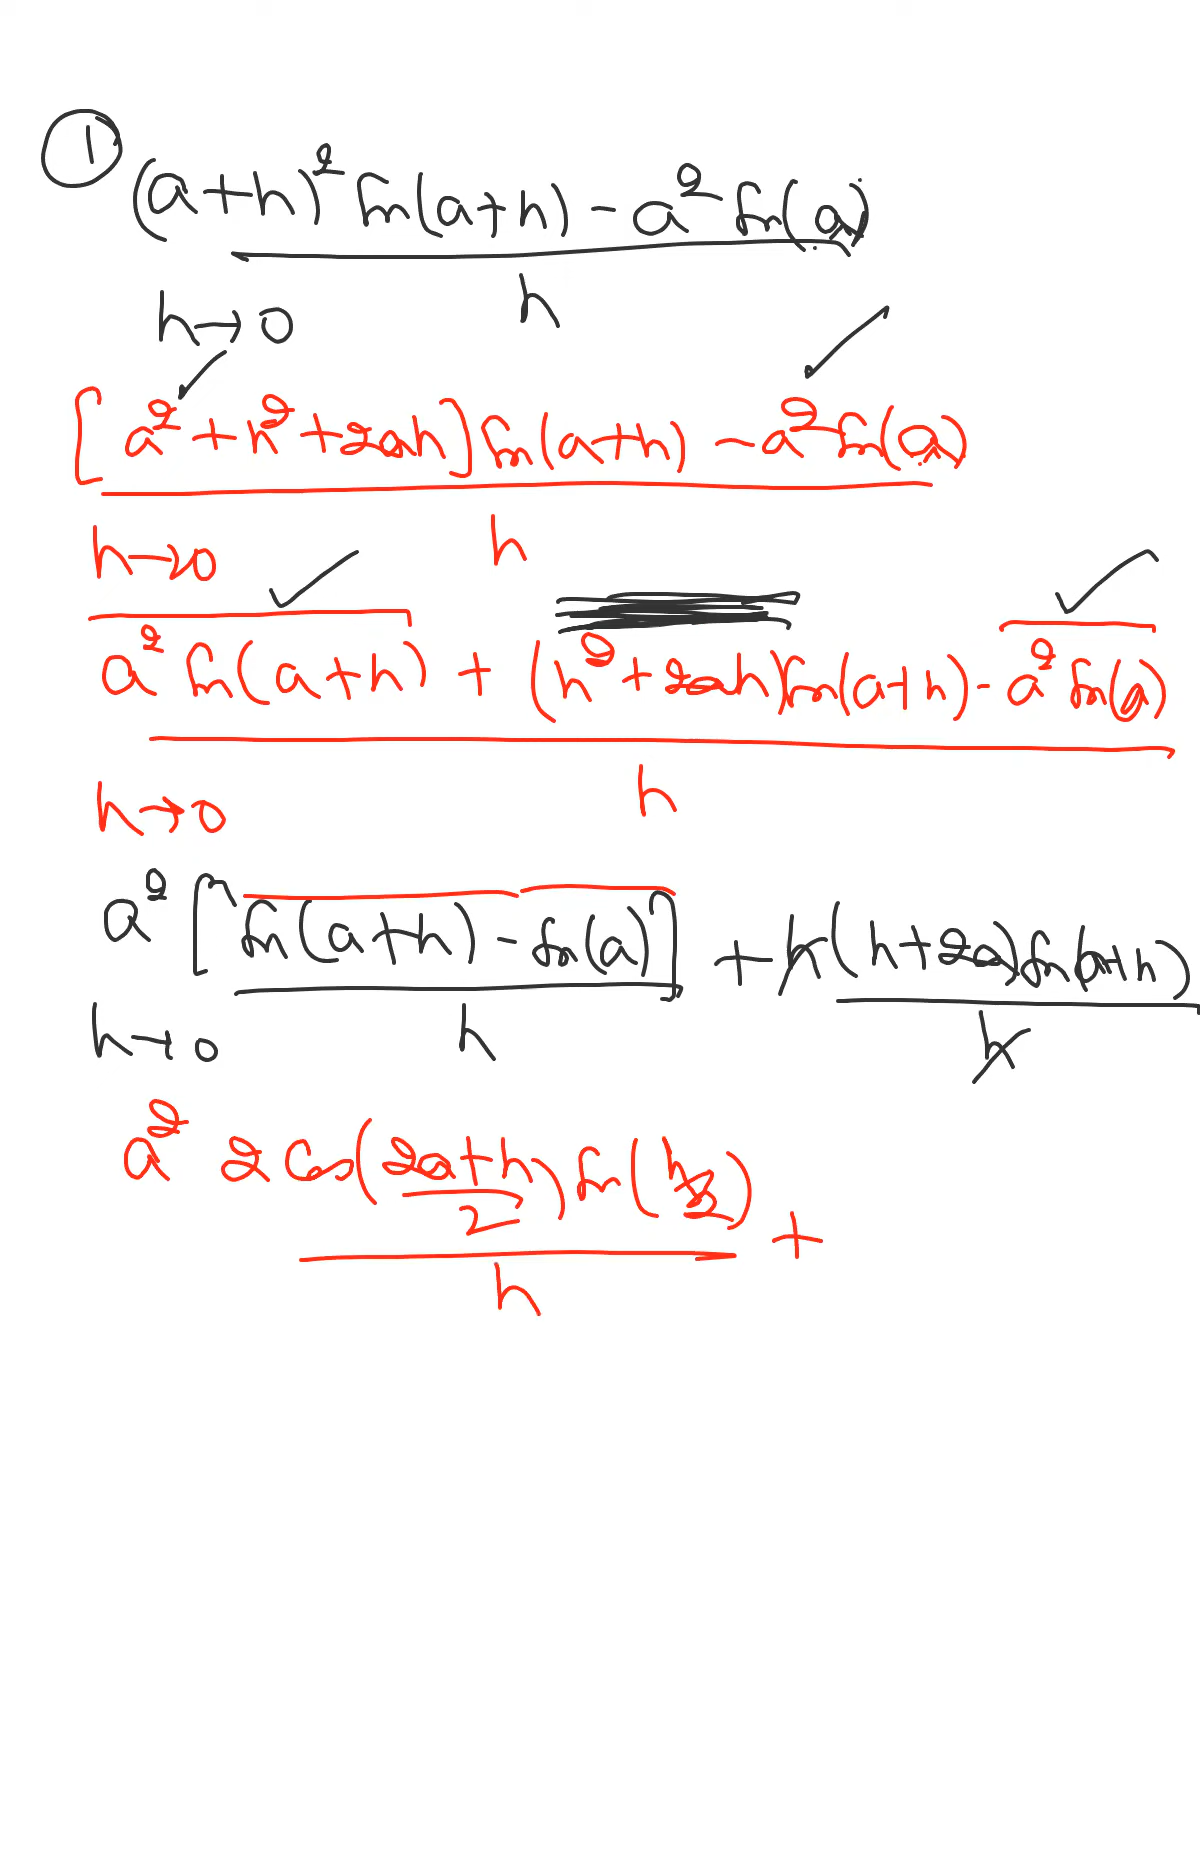 ① (a+h)² sin(a+h) - a² sin(a)
h→0 h
[a² + h² + 2ah] sin(a+h) - a² sin(a)
h→0 h
a² sin(a+h) + (h² + 2ah) sin(a+h) - a² sin(a)
h→0 h
a² [sin(a+h) - sin(a)] + h(h+2a) sin(a+h)
h→0 h h
a² 2 cos(2a+h/2) sin(h/2) +
h